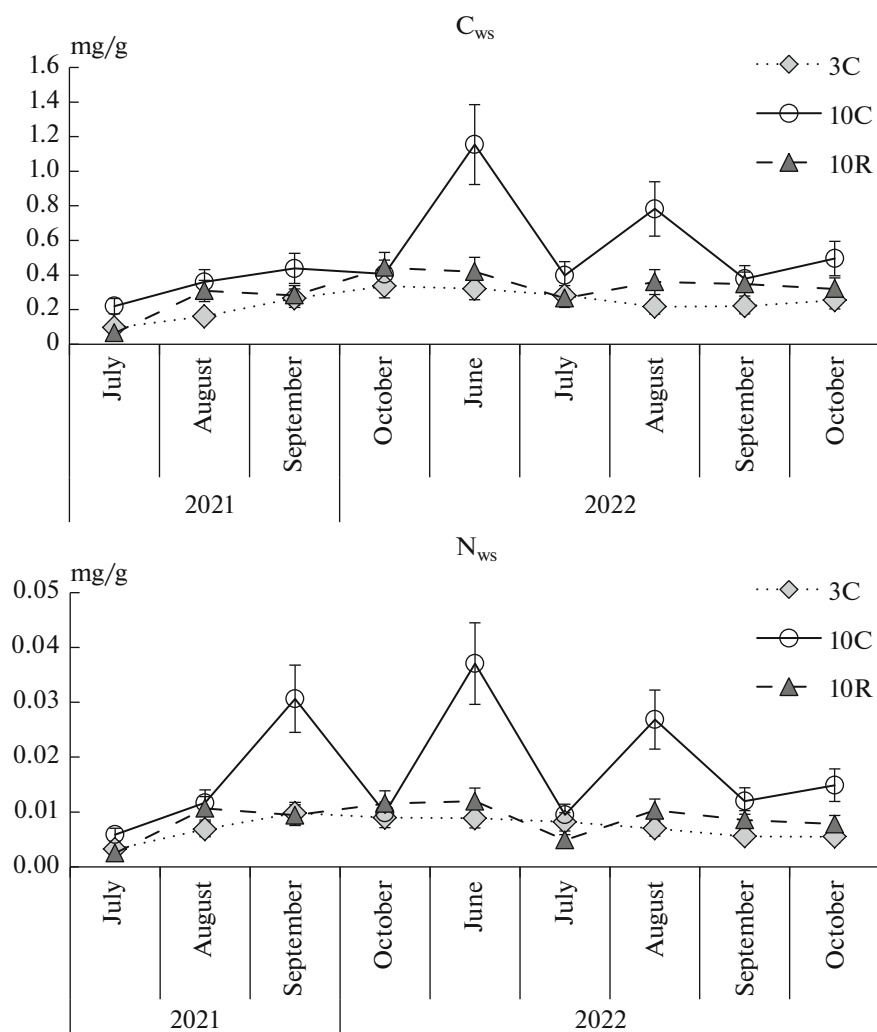 C_ws
mg/g
1.6
1.4
1.2
1.0
0.8
0.6
0.4
0.2
0
3C
10C
10R
July
August
September
October
June
July
August
September
October
2021
2022
N_ws
mg/g
0.05
0.04
0.03
0.02
0.01
0.00
3C
10C
10R
July
August
September
October
June
July
August
September
October
2021
2022